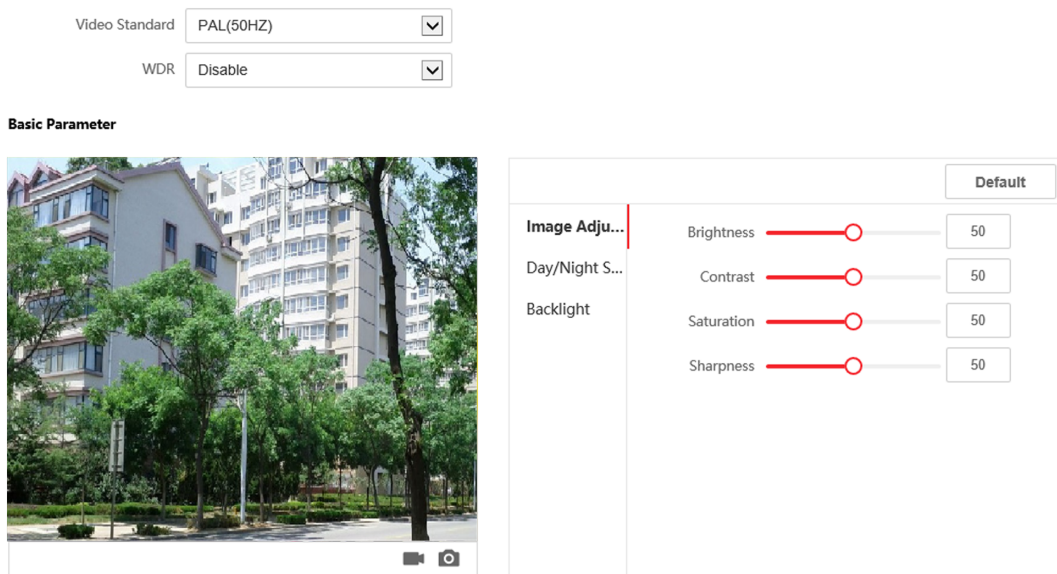 Video Standard PAL(50HZ)
WDR Disable
Basic Parameter
Default
Image Adju...
Day/Night S...
Backlight
Brightness 50
Contrast 50
Saturation 50
Sharpness 50